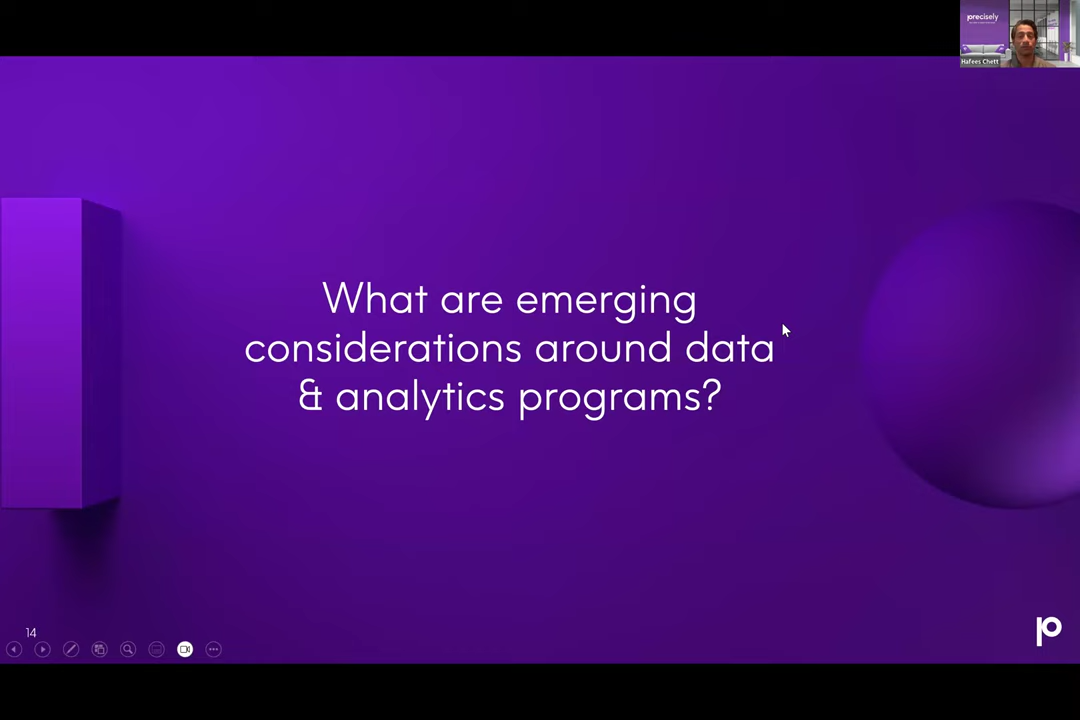 precisely
Hafees Chett
What are emerging
considerations around data
& analytics programs?
14